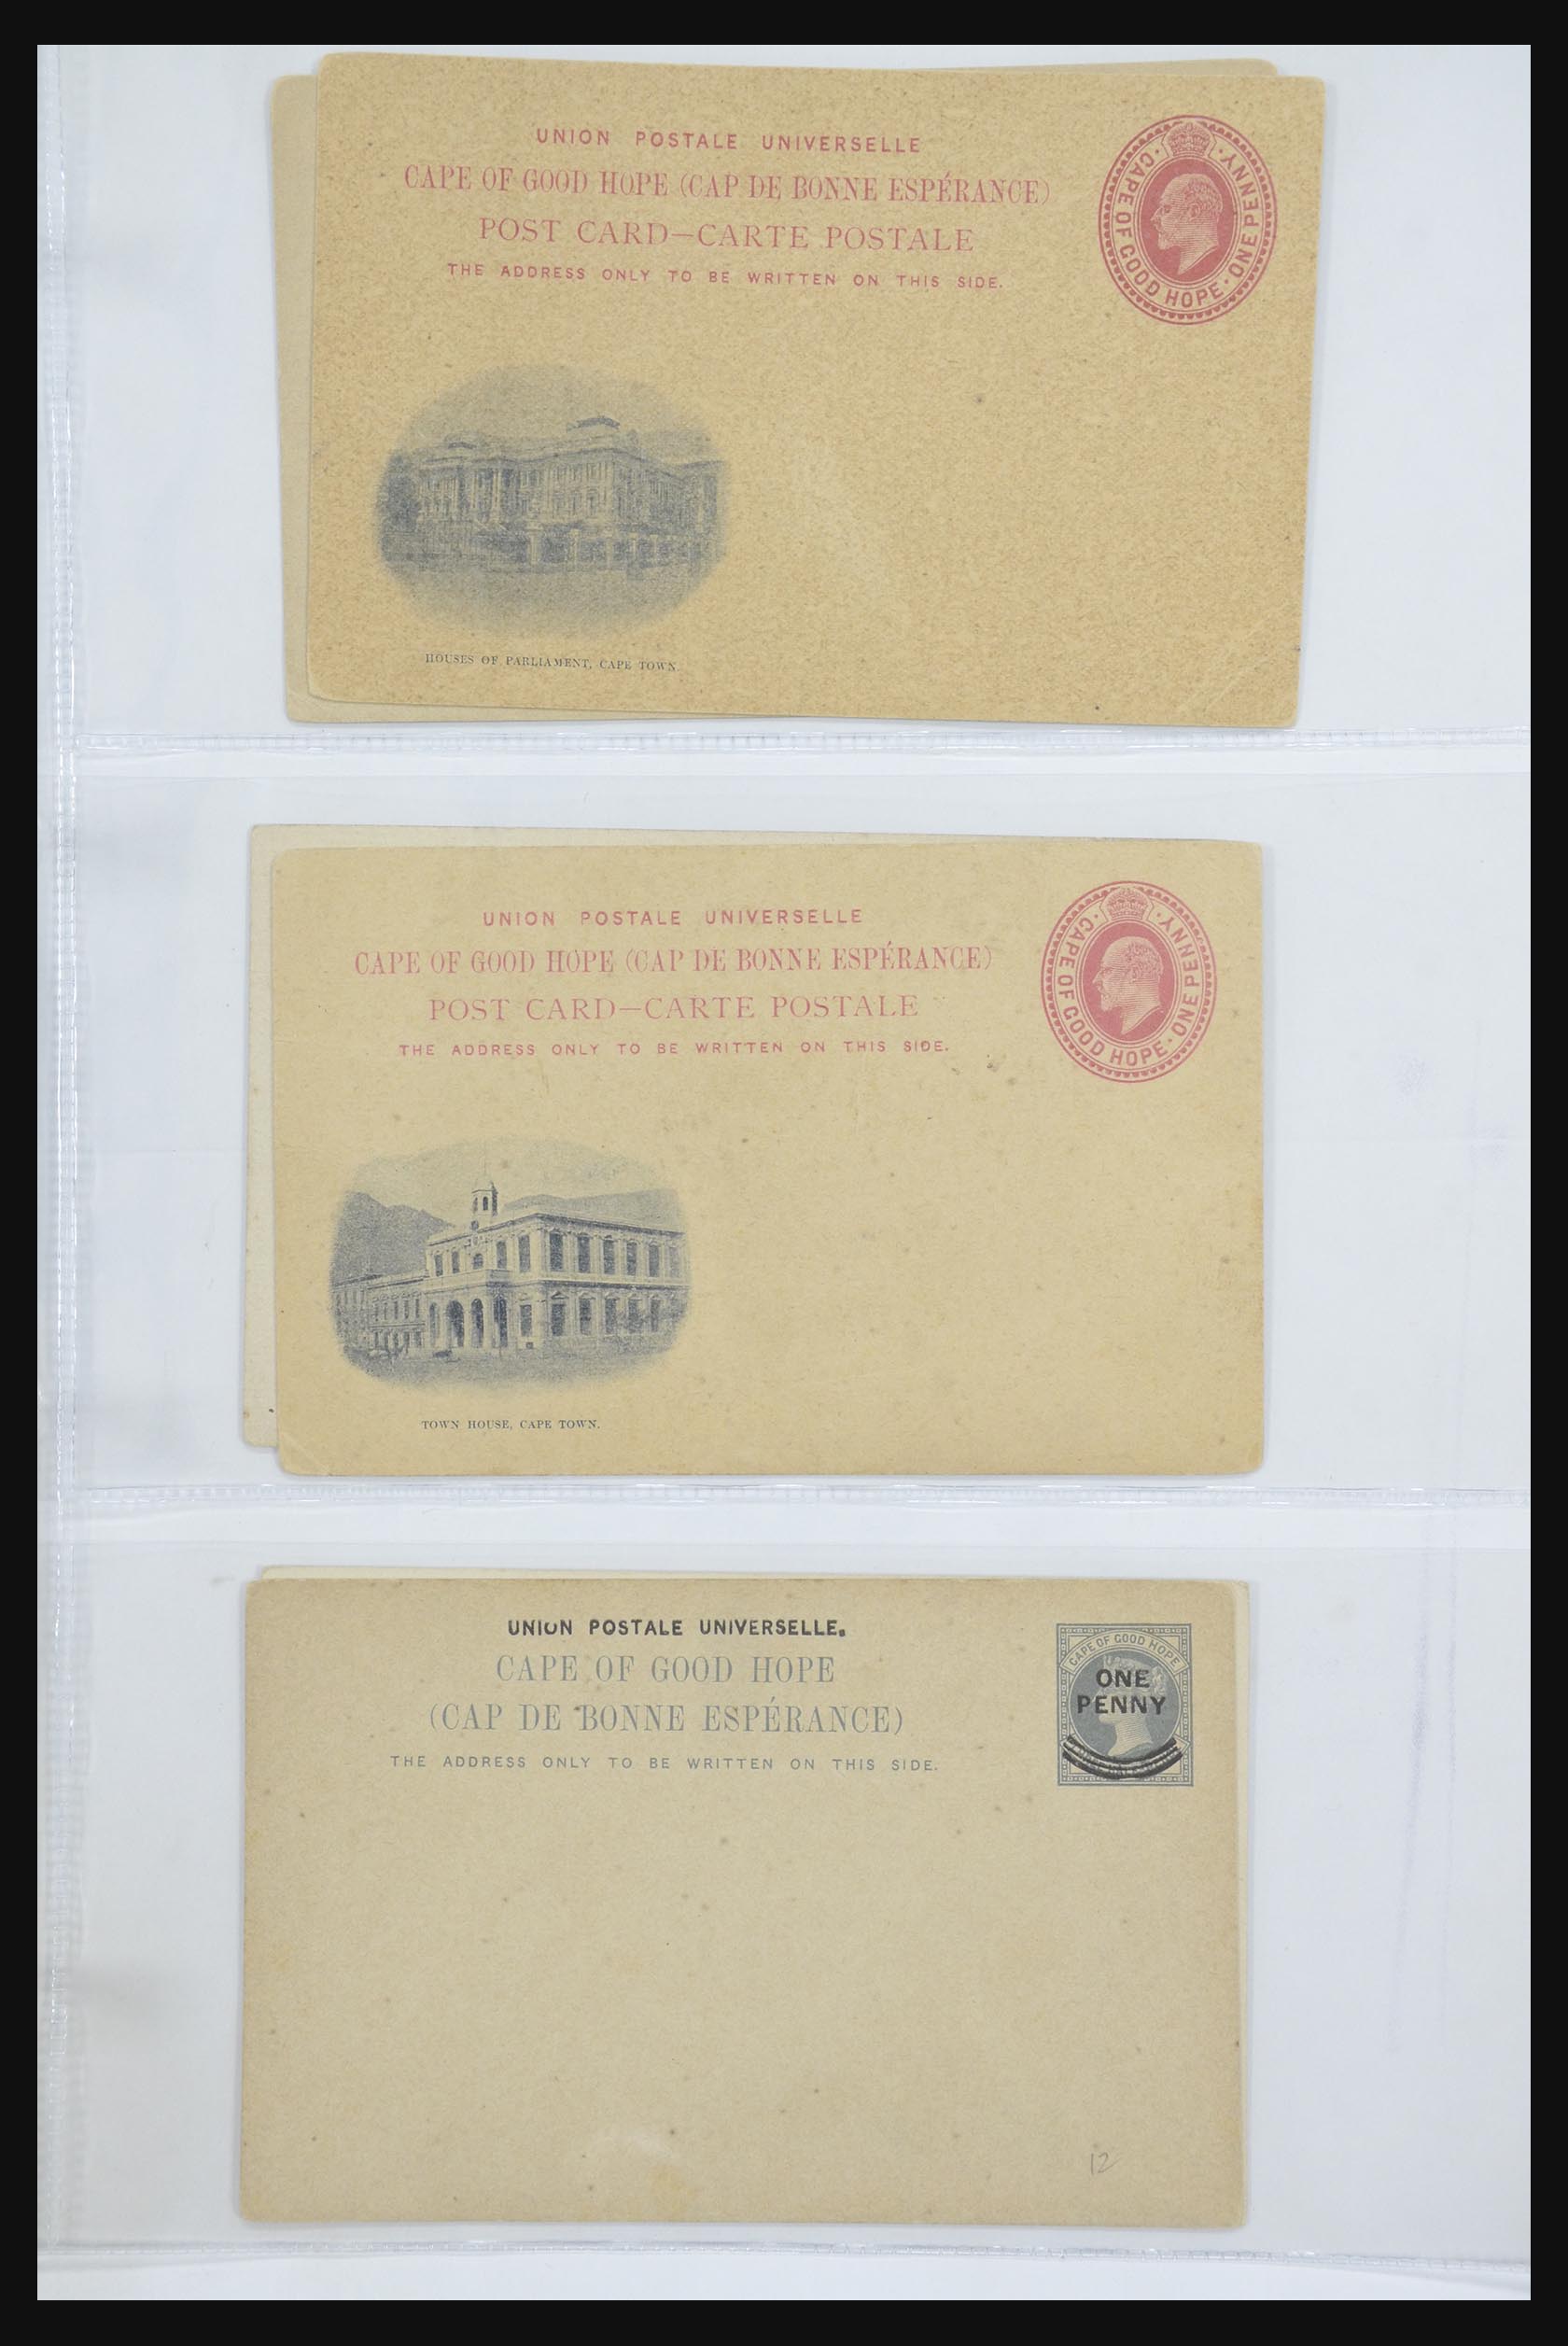 UNION POSTALE UNIVERSELLE
CAPE OF GOOD HOPE (CAP DE BONNE ESPÉRANCE)
POST CARD—CARTE POSTALE
THE ADDRESS ONLY TO BE WRITTEN ON THIS SIDE.
CAPE OF GOOD HOPE · ONE PENNY
HOUSES OF PARLIAMENT, CAPE TOWN.
UNION POSTALE UNIVERSELLE
CAPE OF GOOD HOPE (CAP DE BONNE ESPÉRANCE)
POST CARD—CARTE POSTALE
THE ADDRESS ONLY TO BE WRITTEN ON THIS SIDE.
CAPE OF GOOD HOPE · ONE PENNY
TOWN HOUSE, CAPE TOWN.
UNION POSTALE UNIVERSELLE.
CAPE OF GOOD HOPE
(CAP DE BONNE ESPÉRANCE)
THE ADDRESS ONLY TO BE WRITTEN ON THIS SIDE.
CAPE OF GOOD HOPE
ONE
PENNY
12